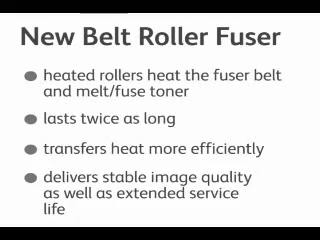 New Belt Roller Fuser
heated rollers heat the fuser belt
and melt/fuse toner
lasts twice as long
transfers heat more efficiently
delivers stable image quality
as well as extended service
life